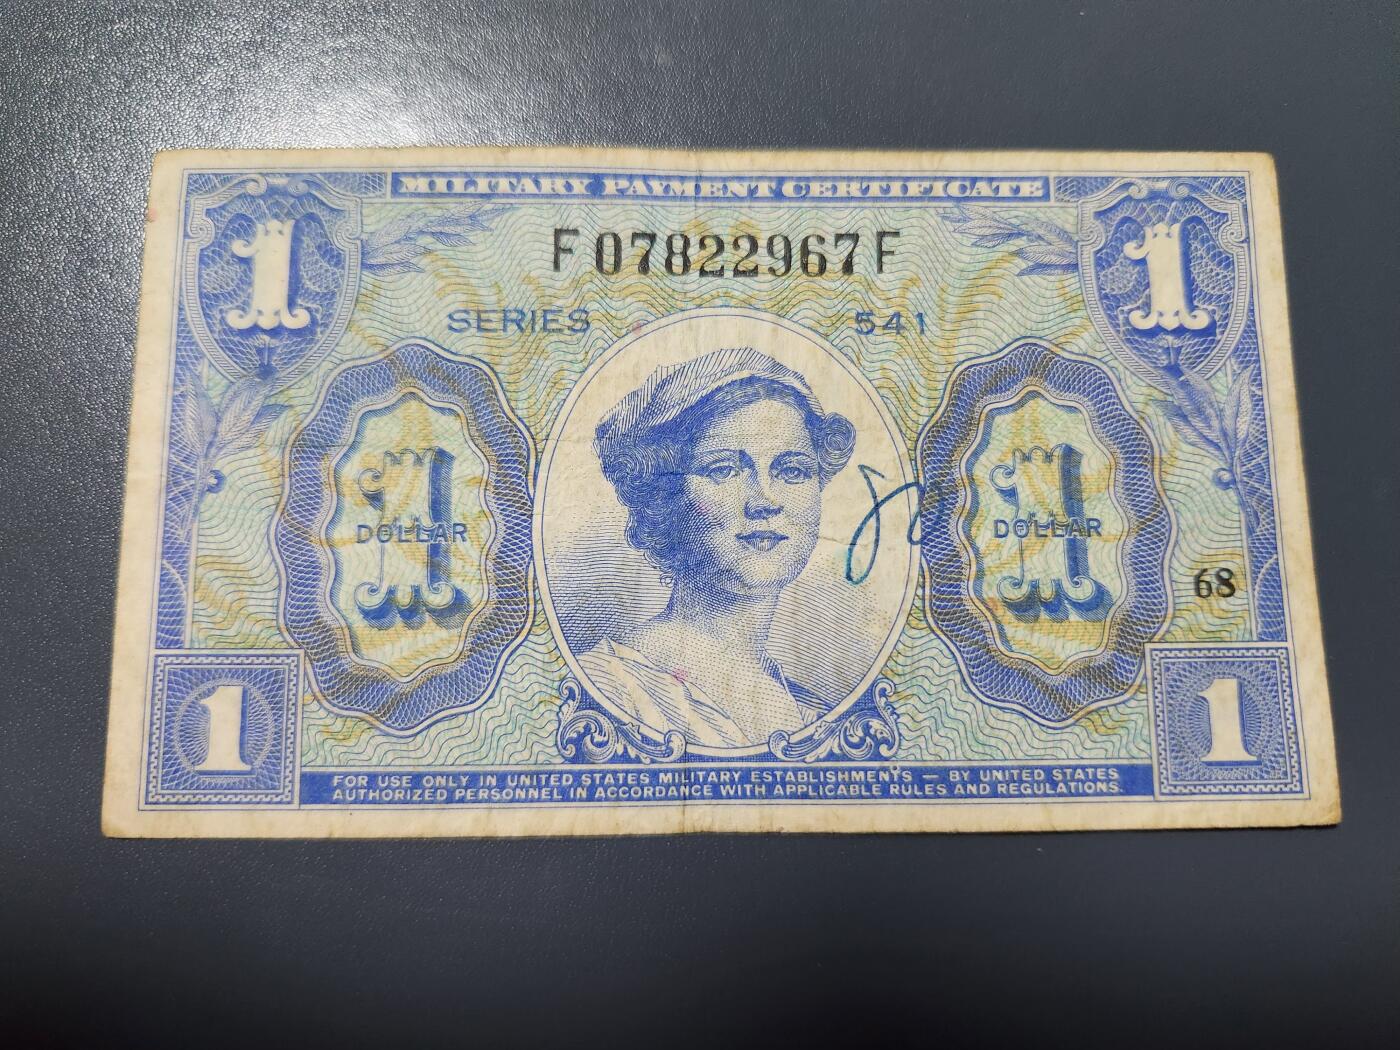 MILITARY PAYMENT CERTIFICATE
1 1
F07822967F
SERIES 541
1 DOLLAR 1 DOLLAR
68
1 1
FOR USE ONLY IN UNITED STATES MILITARY ESTABLISHMENTS — BY UNITED STATES
AUTHORIZED PERSONNEL IN ACCORDANCE WITH APPLICABLE RULES AND REGULATIONS.